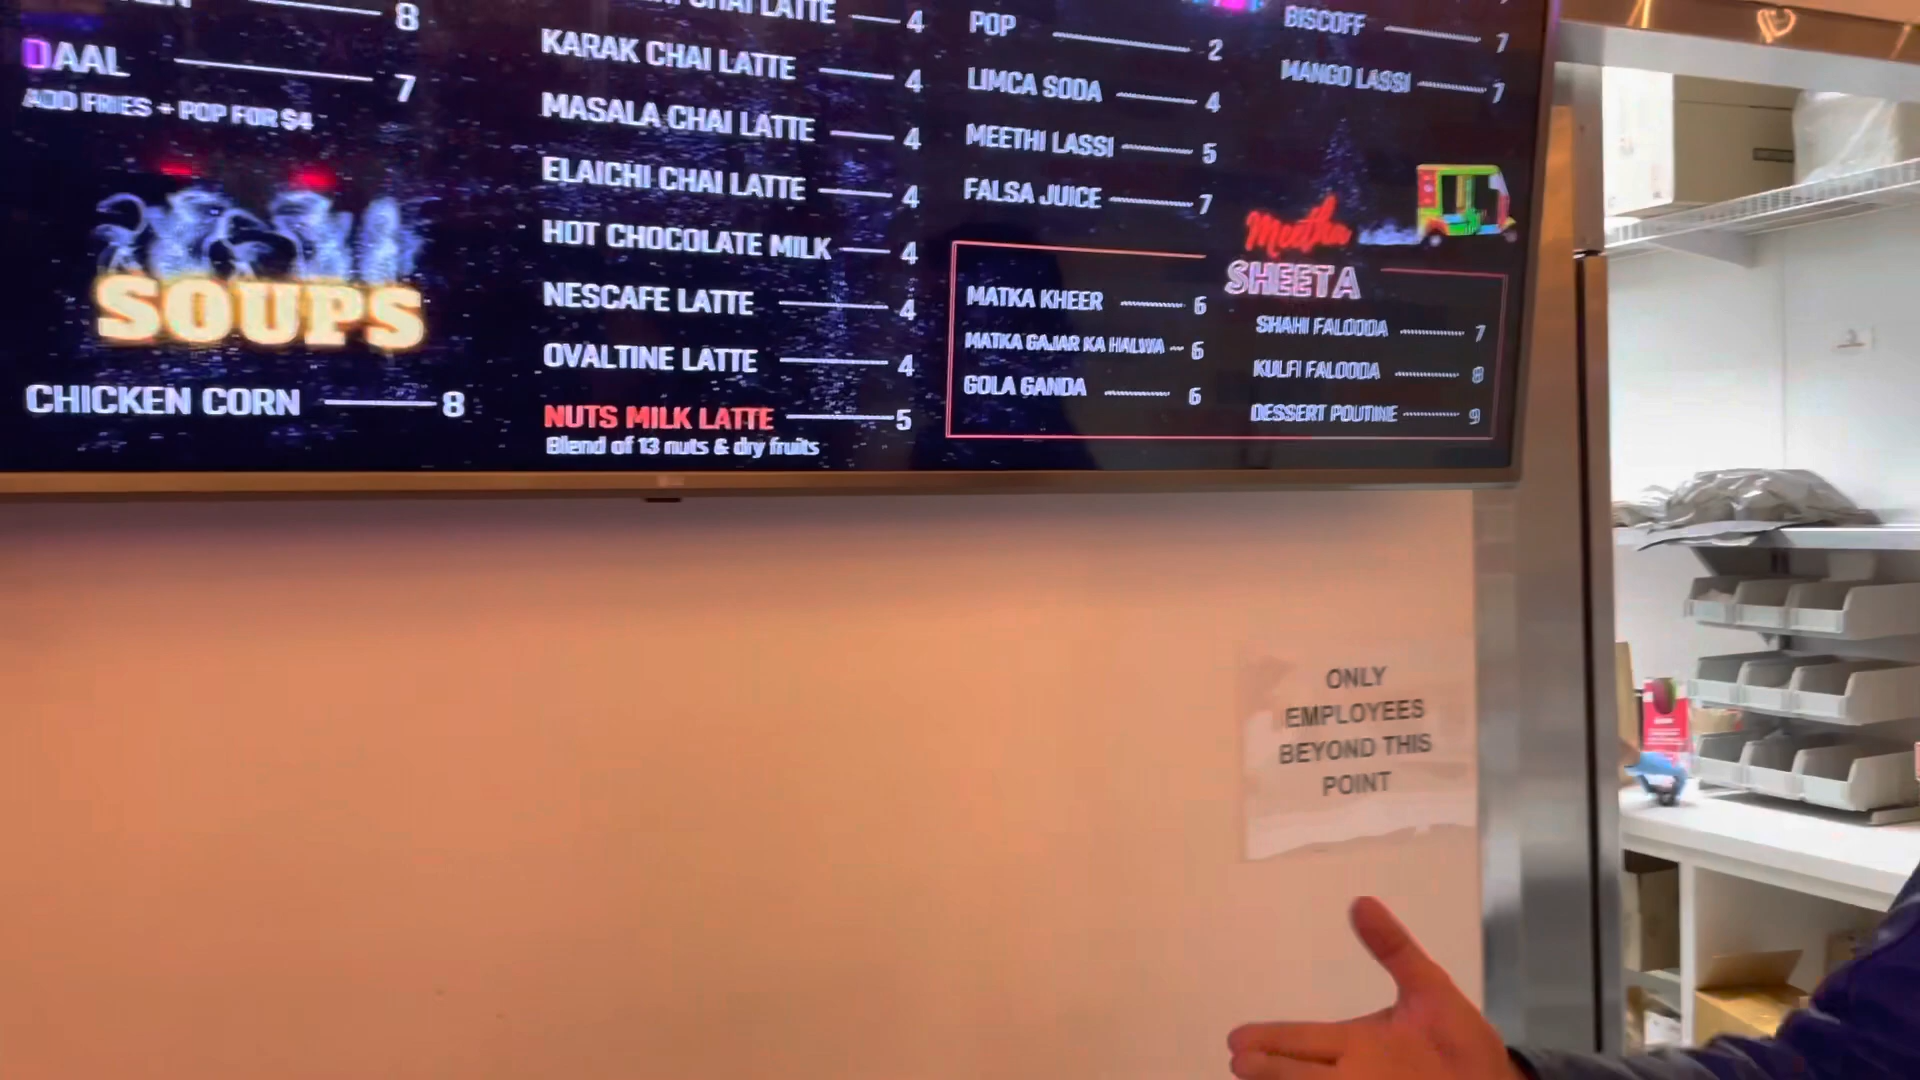 8
DAAL 7
ADD FRIES + POP FOR $4
SOUPS
CHICKEN CORN 8
CHAI LATTE 4
KARAK CHAI LATTE 4
MASALA CHAI LATTE 4
ELAICHI CHAI LATTE 4
HOT CHOCOLATE MILK 4
NESCAFE LATTE 4
OVALTINE LATTE 4
NUTS MILK LATTE 5
Blend of 13 nuts & dry fruits
POP 2
LIMCA SODA 4
MEETHI LASSI 5
FALSA JUICE 7
BISCOFF 7
MANGO LASSI 7
Meetha
SHEETA
MATKA KHEER 6
MATKA GAJAR KA HALWA 6
GOLA GANDA 6
SHAHI FALOODA 7
KULFI FALOODA 8
DESSERT POUTINE 9
ONLY
EMPLOYEES
BEYOND THIS
POINT